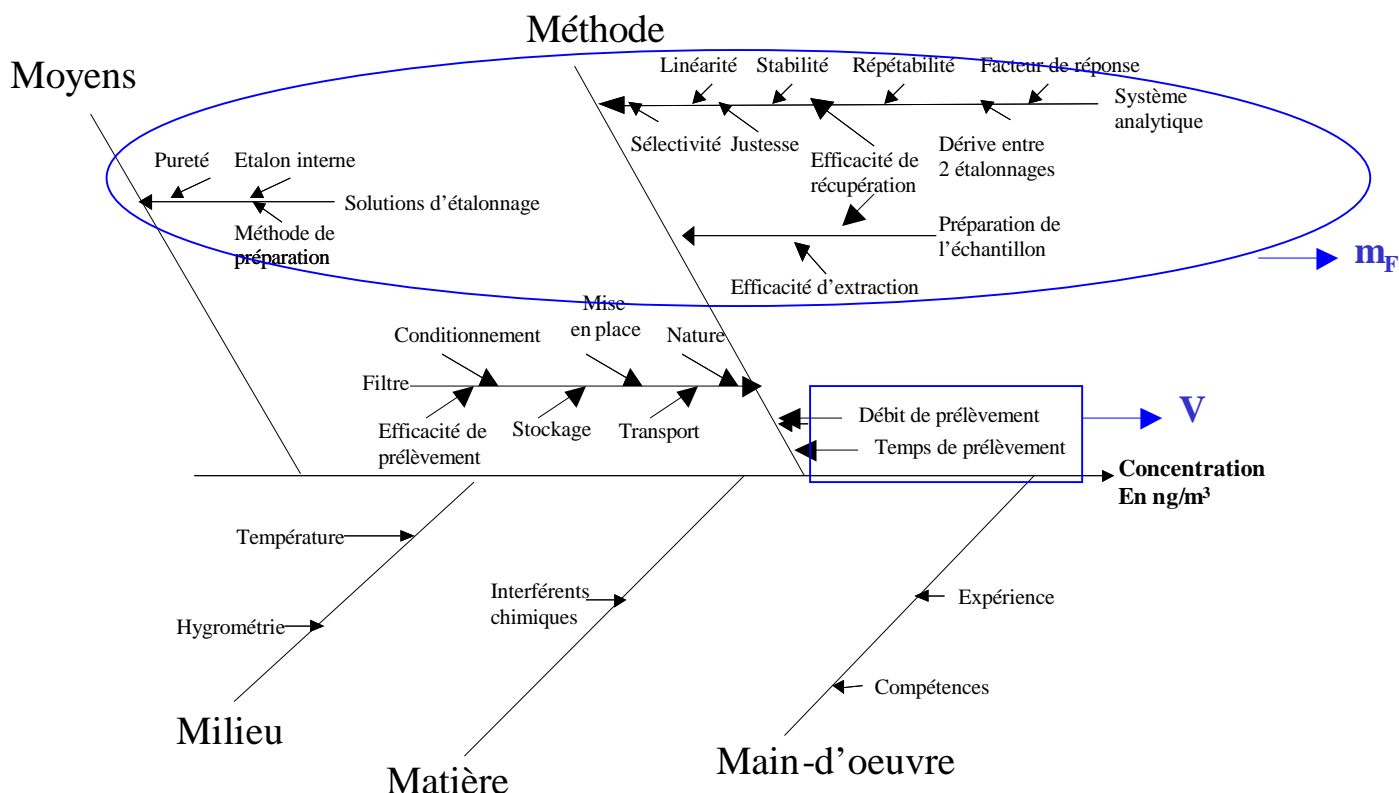 Méthode
Moyens
Linéarité Stabilité Répétabilité Facteur de réponse
Système
analytique
Sélectivité Justesse
Efficacité de
récupération
Dérive entre
2 étalonnages
Pureté Etalon interne
Solutions d’étalonnage
Méthode de
préparation
Préparation de
l’échantillon
Efficacité d’extraction
m_F
Conditionnement
Mise
en place
Nature
Filtre
Efficacité de
prélèvement
Stockage
Transport
Débit de prélèvement
Temps de prélèvement
V
Concentration
En ng/m³
Température
Hygrométrie
Interférents
chimiques
Expérience
Compétences
Milieu
Matière
Main-d’oeuvre